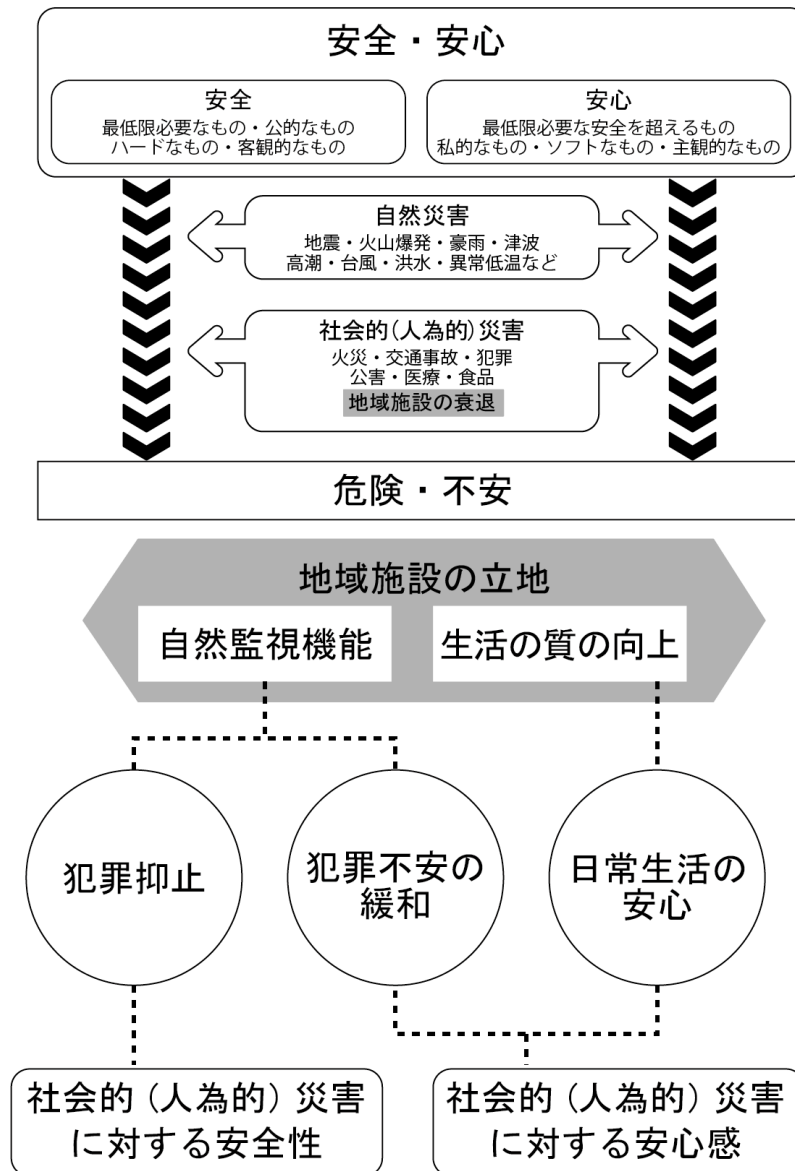 安全・安心
安全
最低限必要なもの・公的なもの
ハードなもの・客観的なもの
安心
最低限必要な安全を超えるもの
私的なもの・ソフトなもの・主観的なもの
自然災害
地震・火山爆発・豪雨・津波
高潮・台風・洪水・異常低温など
社会的(人為的)災害
火災・交通事故・犯罪
公害・医療・食品
地域施設の衰退
危険・不安
地域施設の立地
自然監視機能
生活の質の向上
犯罪抑止
犯罪不安の
緩和
日常生活の
安心
社会的(人為的)災害
に対する安全性
社会的(人為的)災害
に対する安心感